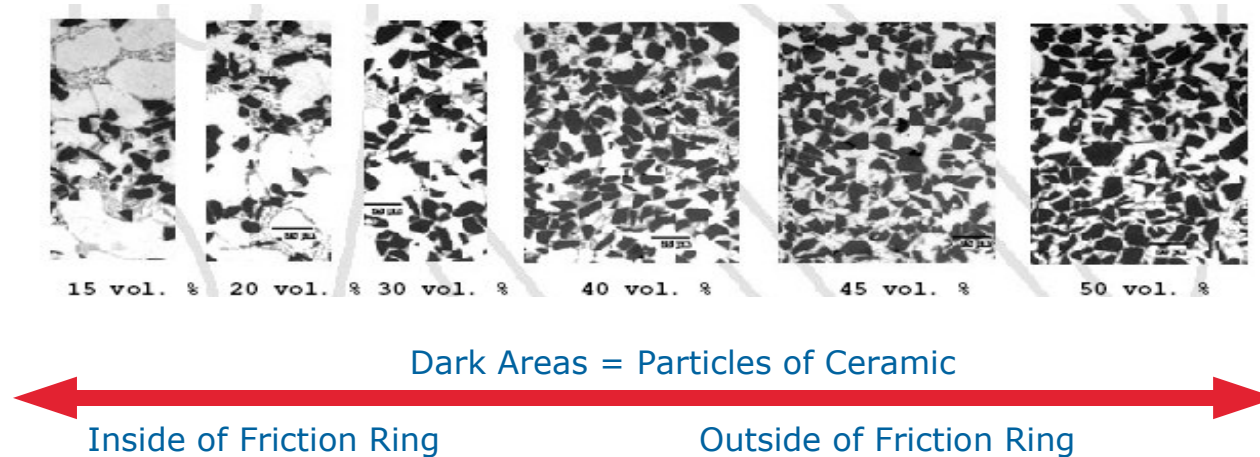 15 vol. % 20 vol. % 30 vol. % 40 vol. % 45 vol. % 50 vol. %
Dark Areas = Particles of Ceramic
Inside of Friction Ring Outside of Friction Ring